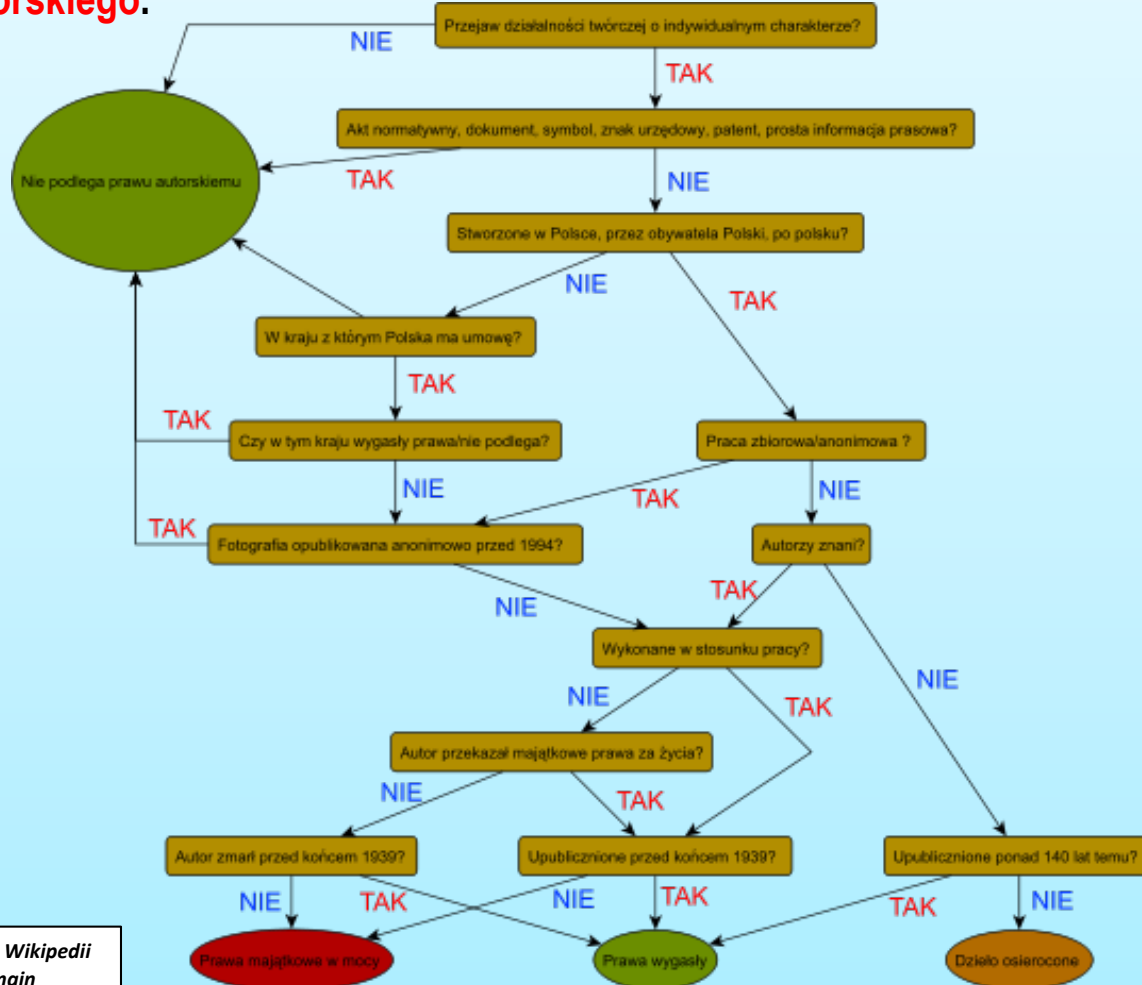 orskiego.
Przejaw działalności twórczej o indywidualnym charakterze?
NIE
TAK
Akt normatywny, dokument, symbol, znak urzędowy, patent, prosta informacja prasowa?
Nie podlega prawu autorskiemu
TAK
NIE
Stworzone w Polsce, przez obywatela Polski, po polsku?
NIE
TAK
W kraju z którym Polska ma umowę?
TAK
TAK
Czy w tym kraju wygasły prawa/nie podlega?
Praca zbiorowa/anonimowa ?
NIE
TAK
NIE
TAK
Fotografia opublikowana anonimowo przed 1994?
Autorzy znani?
NIE
TAK
Wykonane w stosunku pracy?
NIE
NIE
TAK
Autor przekazał majątkowe prawa za życia?
NIE
TAK
Autor zmarł przed końcem 1939?
Upublicznione przed końcem 1939?
Upublicznione ponad 140 lat temu?
NIE
TAK
NIE
TAK
TAK
NIE
Prawa majątkowe w mocy
Prawa wygasły
Dzieło osierocone
Wikipedii